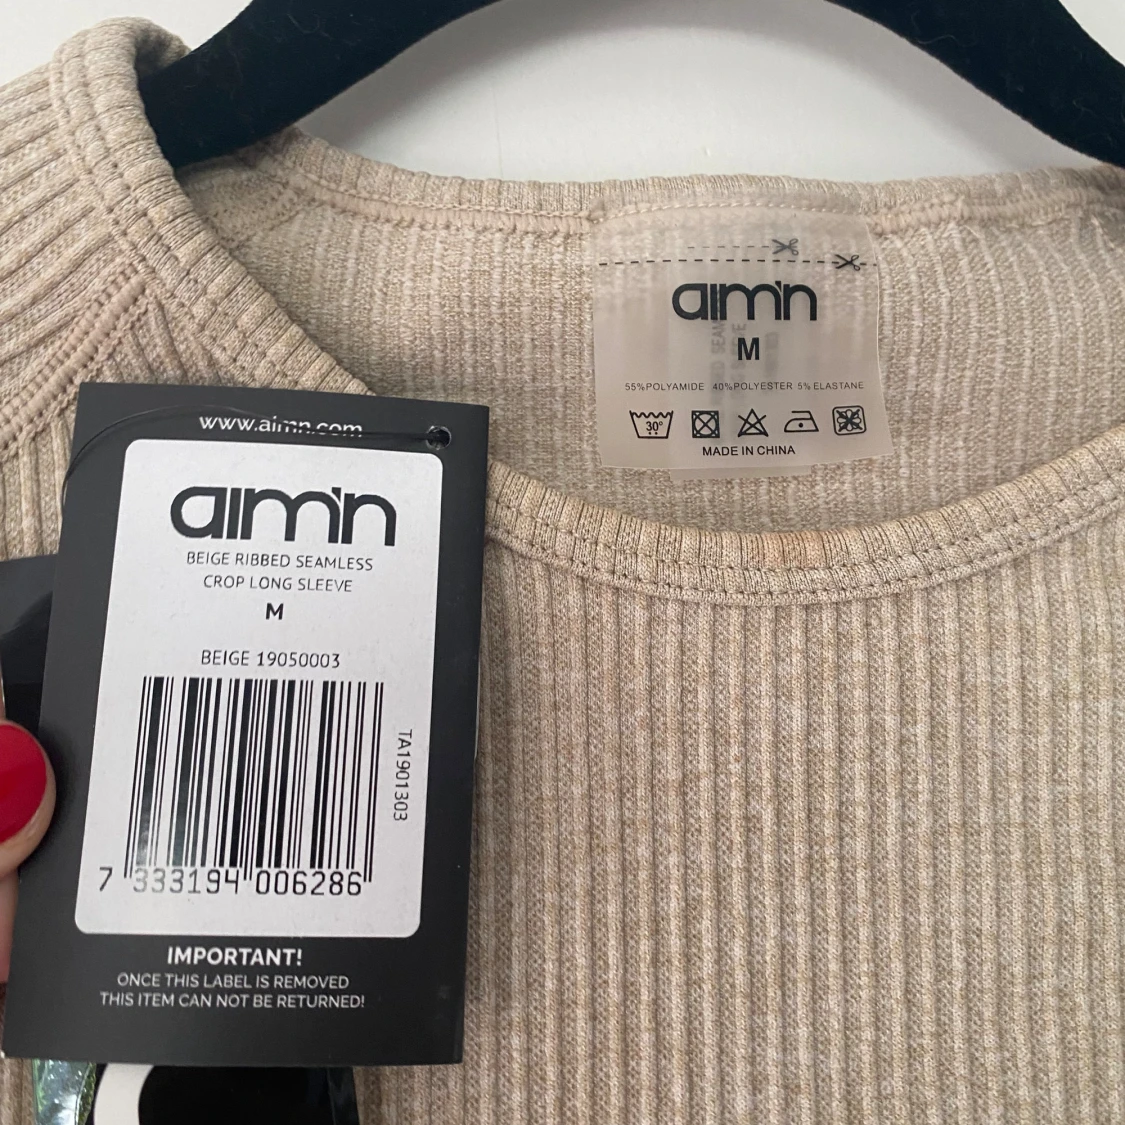 www.aimn.com
aim'n
BEIGE RIBBED SEAMLESS
CROP LONG SLEEVE
M
BEIGE 19050003
TA1901303
7 333194 006286
IMPORTANT!
ONCE THIS LABEL IS REMOVED
THIS ITEM CAN NOT BE RETURNED!
aim'n
M
55%POLYAMIDE 40%POLYESTER 5%ELASTANE
30°
MADE IN CHINA